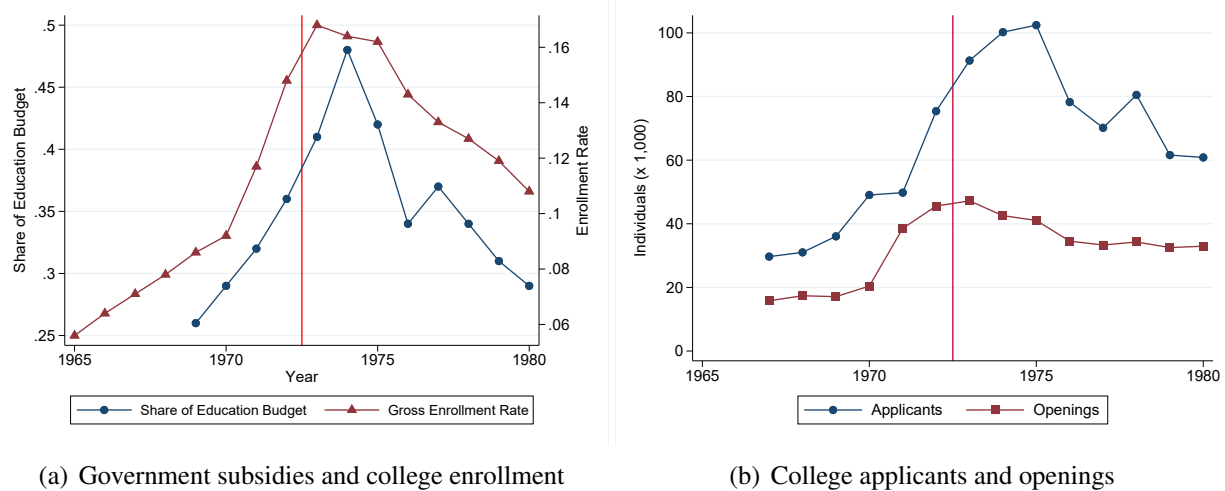 .5
.45
.4
.35
.3
.25
Share of Education Budget
.16
.14
.12
.1
.08
.06
Enrollment Rate
1965 1970 1975 1980
Year
Share of Education Budget Gross Enrollment Rate
(a) Government subsidies and college enrollment
100
80
60
40
20
0
Individuals (x 1,000)
1965 1970 1975 1980
Applicants Openings
(b) College applicants and openings